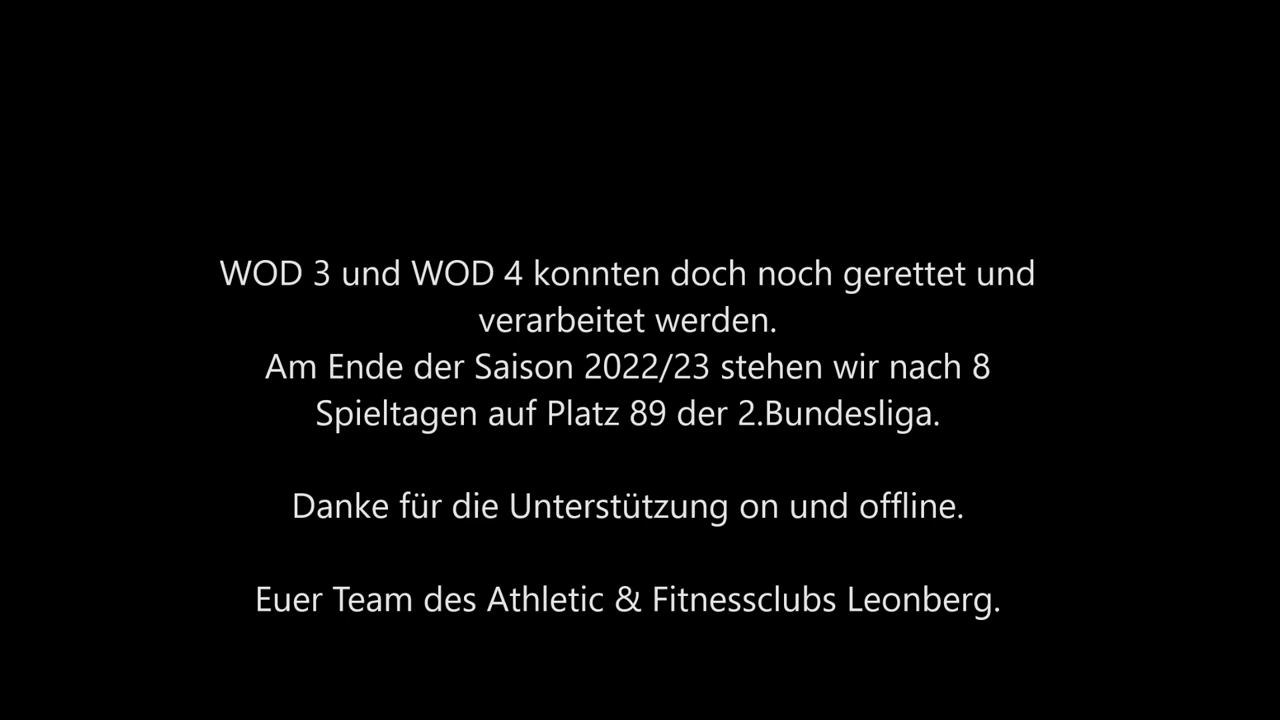 WOD 3 und WOD 4 konnten doch noch gerettet und
verarbeitet werden.
Am Ende der Saison 2022/23 stehen wir nach 8
Spieltagen auf Platz 89 der 2.Bundesliga.
Danke für die Unterstützung on und offline.
Euer Team des Athletic & Fitnessclubs Leonberg.